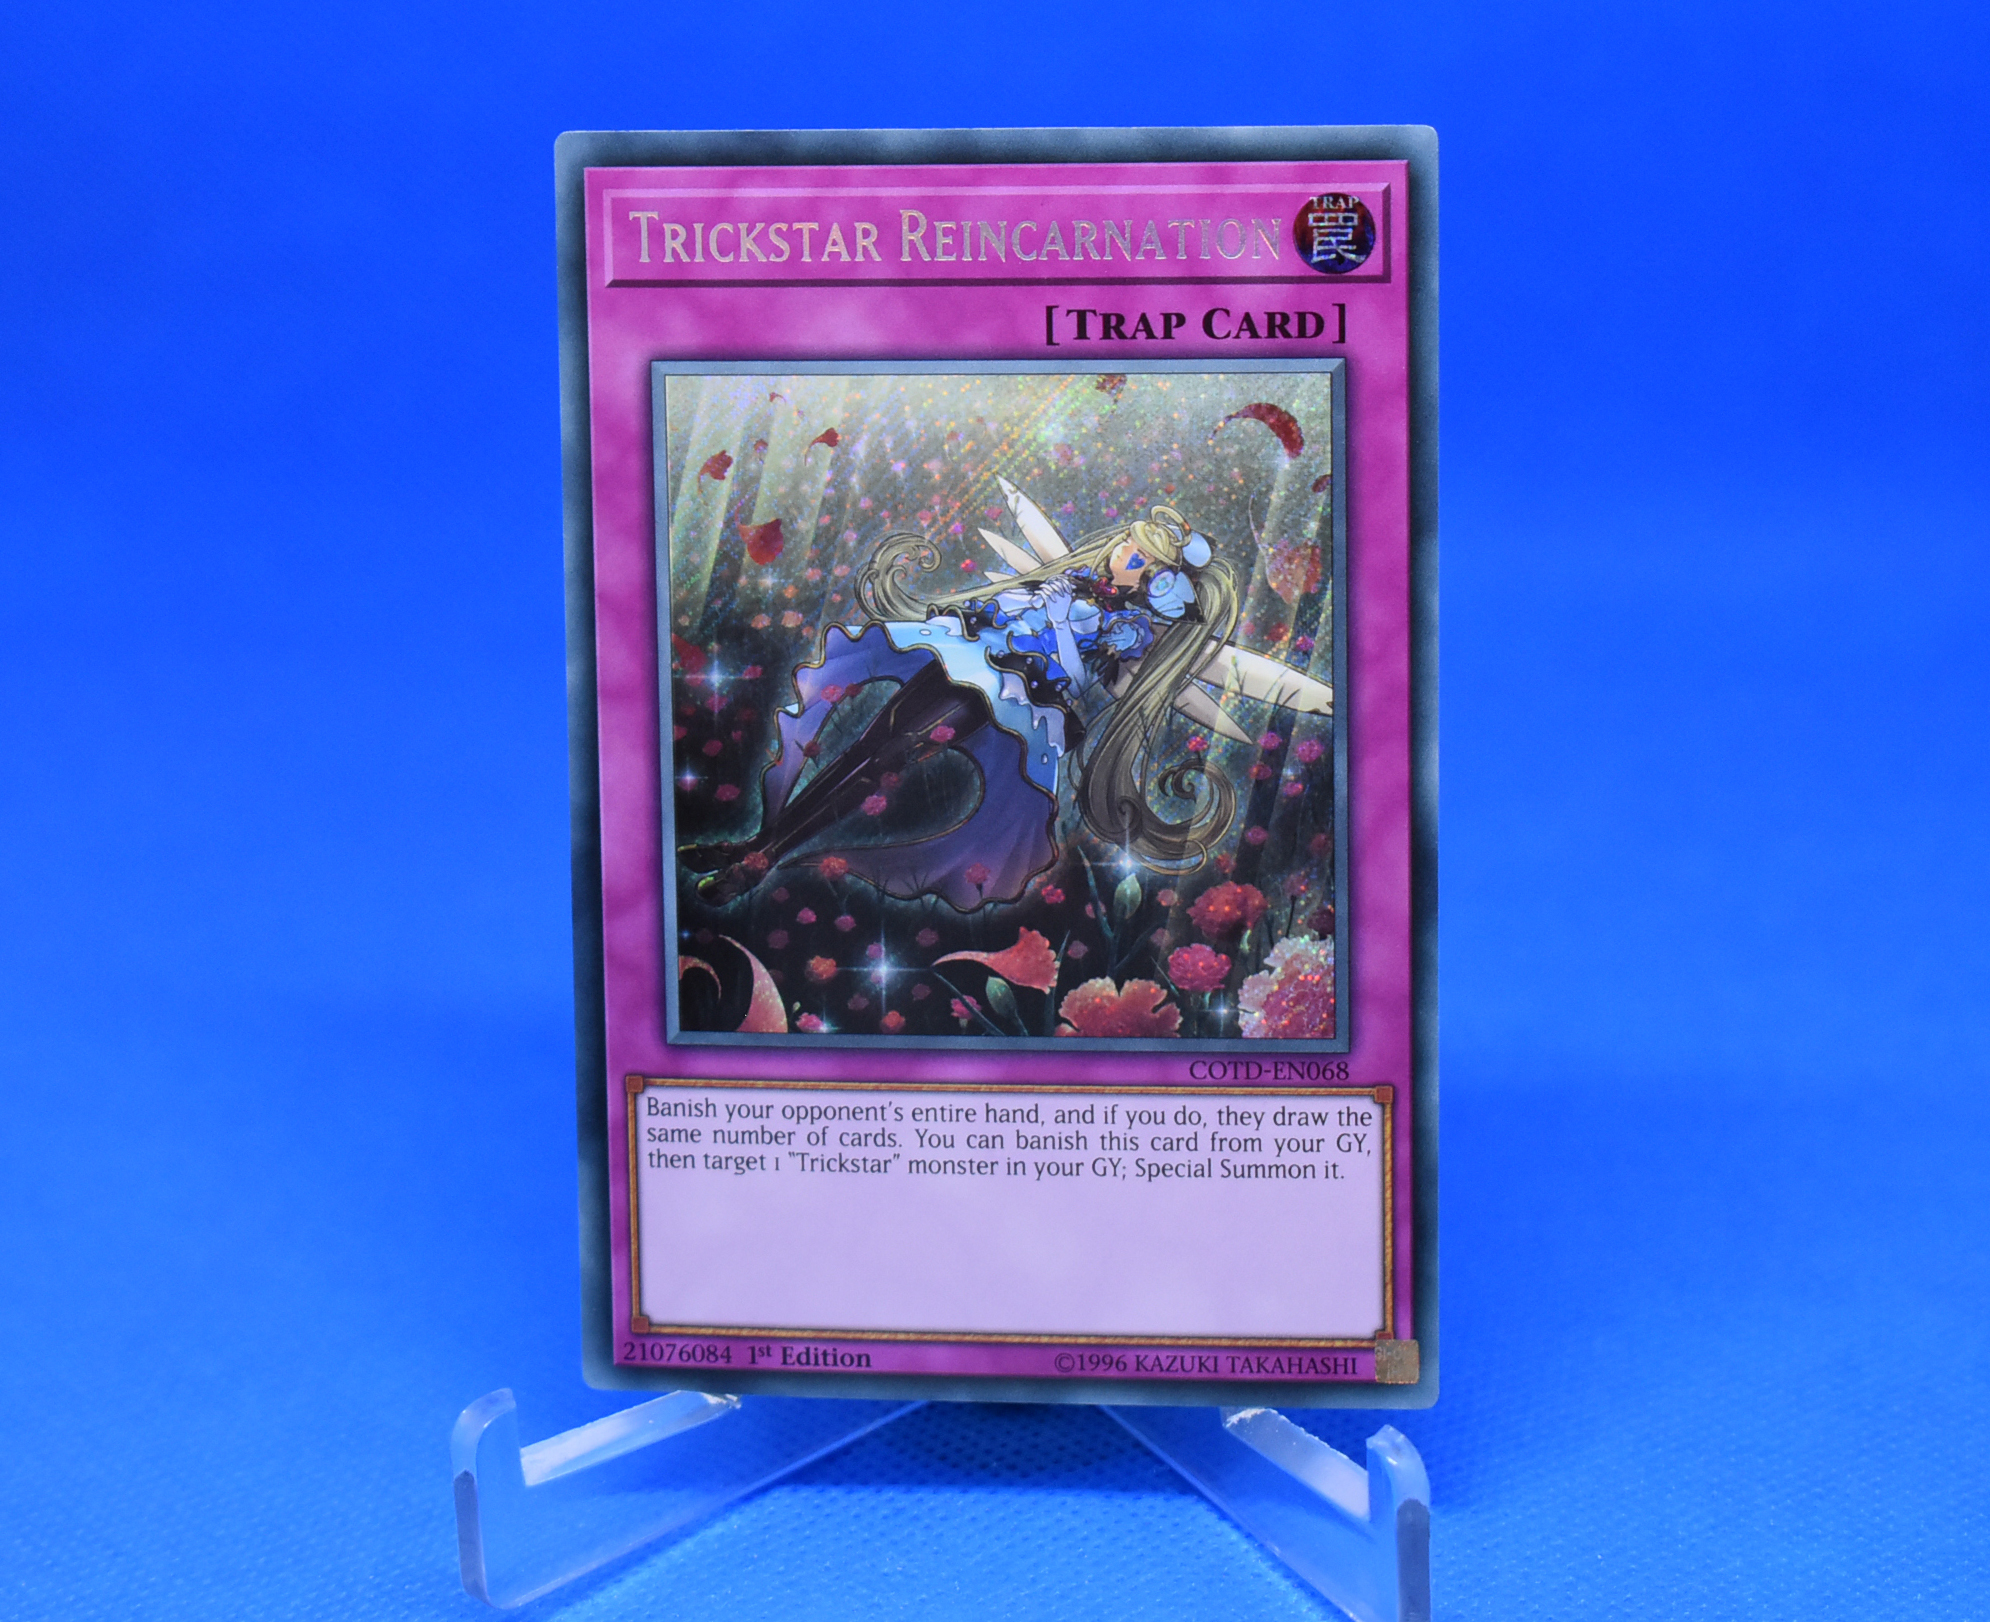 TRICKSTAR REINCARNATION
TRAP
罠
[TRAP CARD]
COTD-EN068
Banish your opponent's entire hand, and if you do, they draw the
same number of cards. You can banish this card from your GY,
then target 1 "Trickstar" monster in your GY; Special Summon it.
21076084 1st Edition
©1996 KAZUKI TAKAHASHI